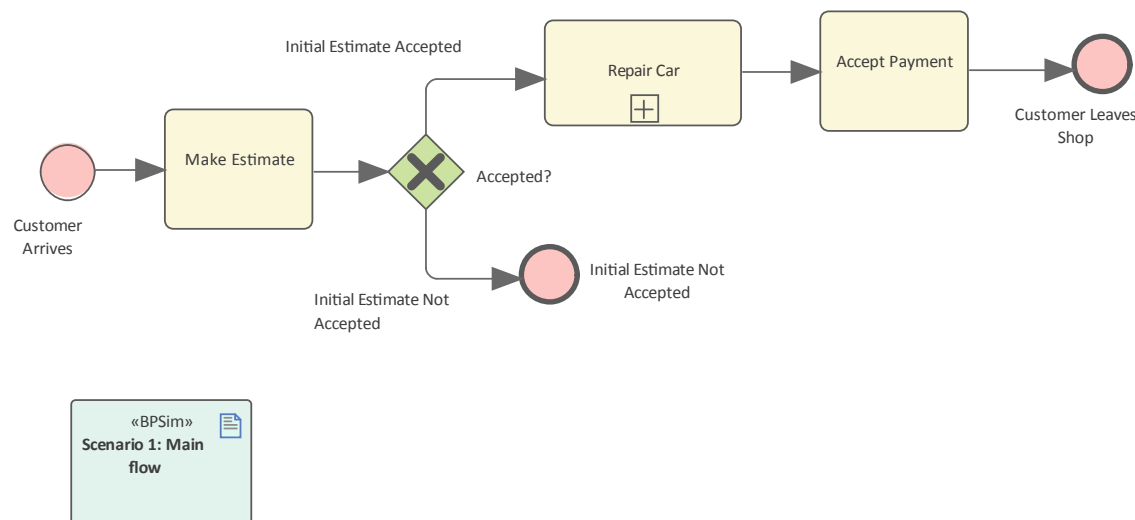 Initial Estimate Accepted
Repair Car
Accept Payment
Customer Leaves
Shop
Make Estimate
Accepted?
Customer
Arrives
Initial Estimate Not
Accepted
Initial Estimate Not
Accepted
«BPSim»
Scenario 1: Main
flow